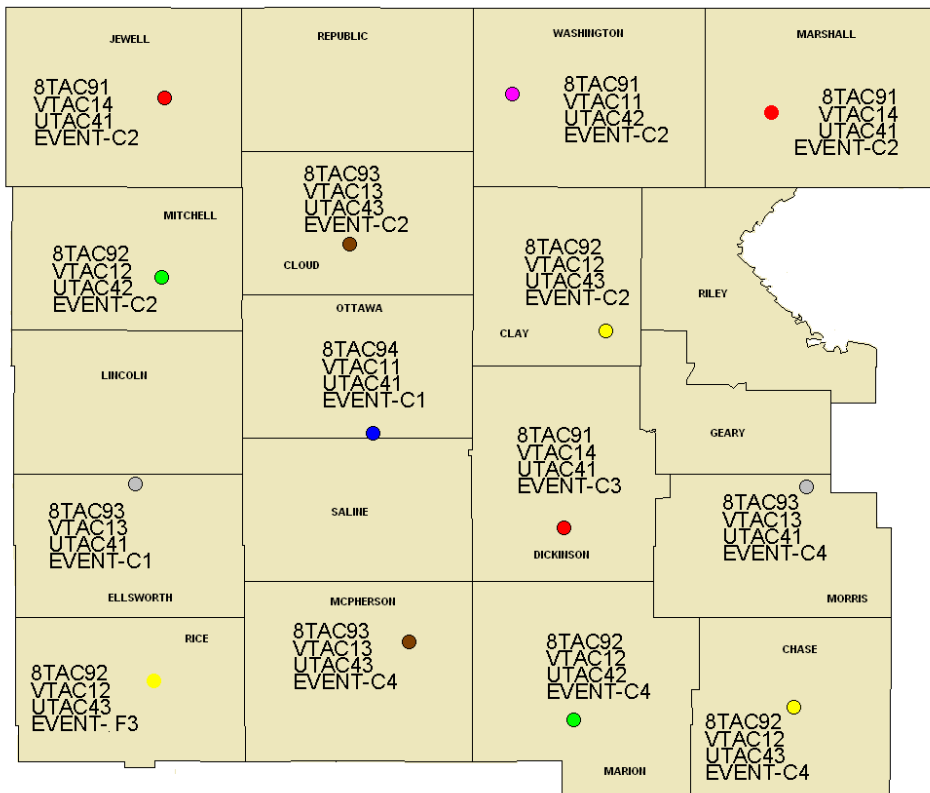 JEWELL
8TAC91
VTAC14
UTAC41
EVENT-C2
REPUBLIC
WASHINGTON
8TAC91
VTAC11
UTAC42
EVENT-C2
MARSHALL
8TAC91
VTAC14
UTAC41
EVENT-C2
MITCHELL
8TAC92
VTAC12
UTAC42
EVENT-C2
8TAC93
VTAC13
UTAC43
EVENT-C2
CLOUD
8TAC92
VTAC12
UTAC43
EVENT-C2
CLAY
RILEY
LINCOLN
OTTAWA
8TAC94
VTAC11
UTAC41
EVENT-C1
8TAC91
VTAC14
UTAC41
EVENT-C3
DICKINSON
GEARY
8TAC93
VTAC13
UTAC41
EVENT-C1
ELLSWORTH
SALINE
8TAC93
VTAC13
UTAC41
EVENT-C4
MORRIS
RICE
8TAC92
VTAC12
UTAC43
EVENT-. F3
MCPHERSON
8TAC93
VTAC13
UTAC43
EVENT-C4
8TAC92
VTAC12
UTAC42
EVENT-C4
MARION
CHASE
8TAC92
VTAC12
UTAC43
EVENT-C4